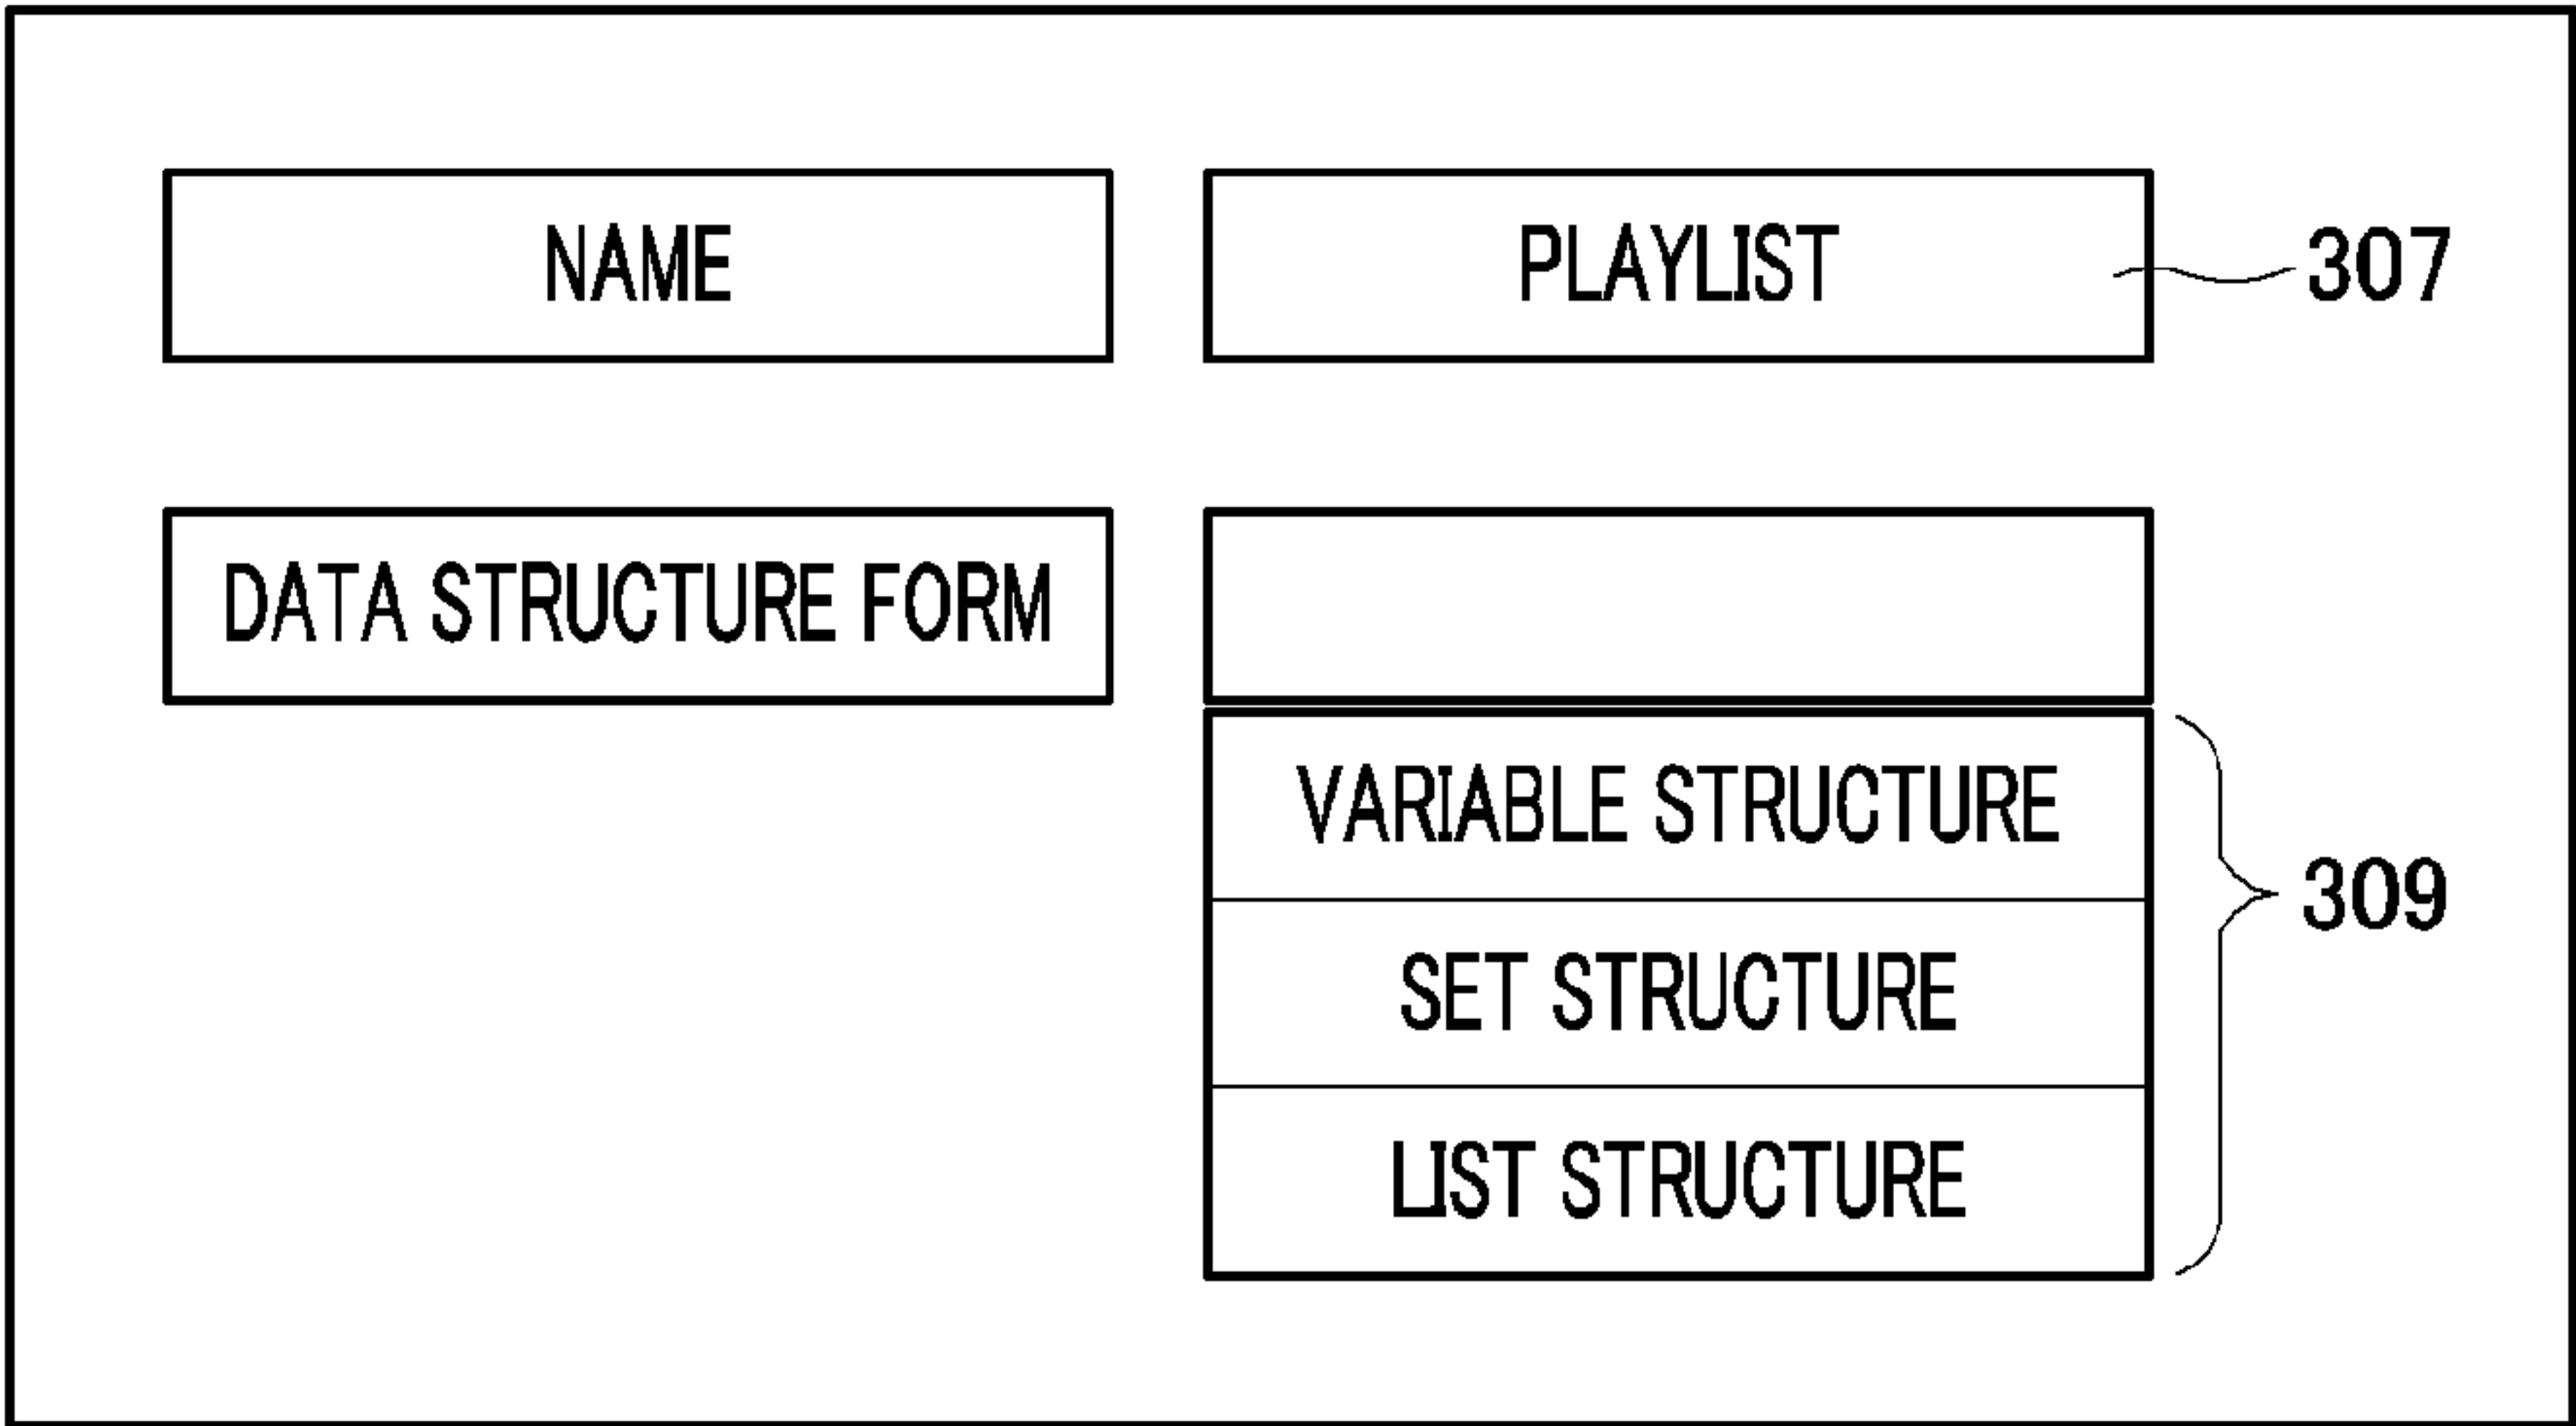 NAME
PLAYLIST
307
DATA STRUCTURE FORM
VARIABLE STRUCTURE
SET STRUCTURE
LIST STRUCTURE
309